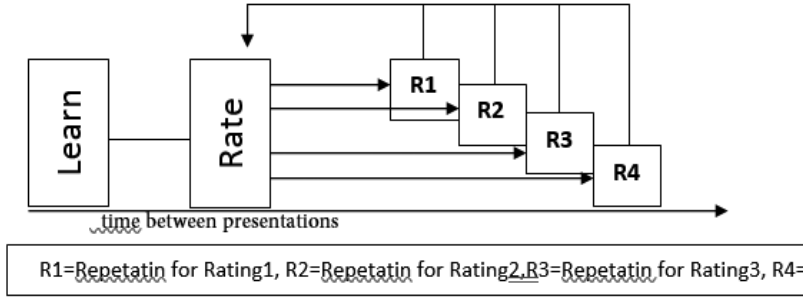 Learn
Rate
R1
R2
R3
R4
time between presentations
R1=Repetatin for Rating1, R2=Repetatin for Rating2,R3=Repetatin for Rating3, R4=